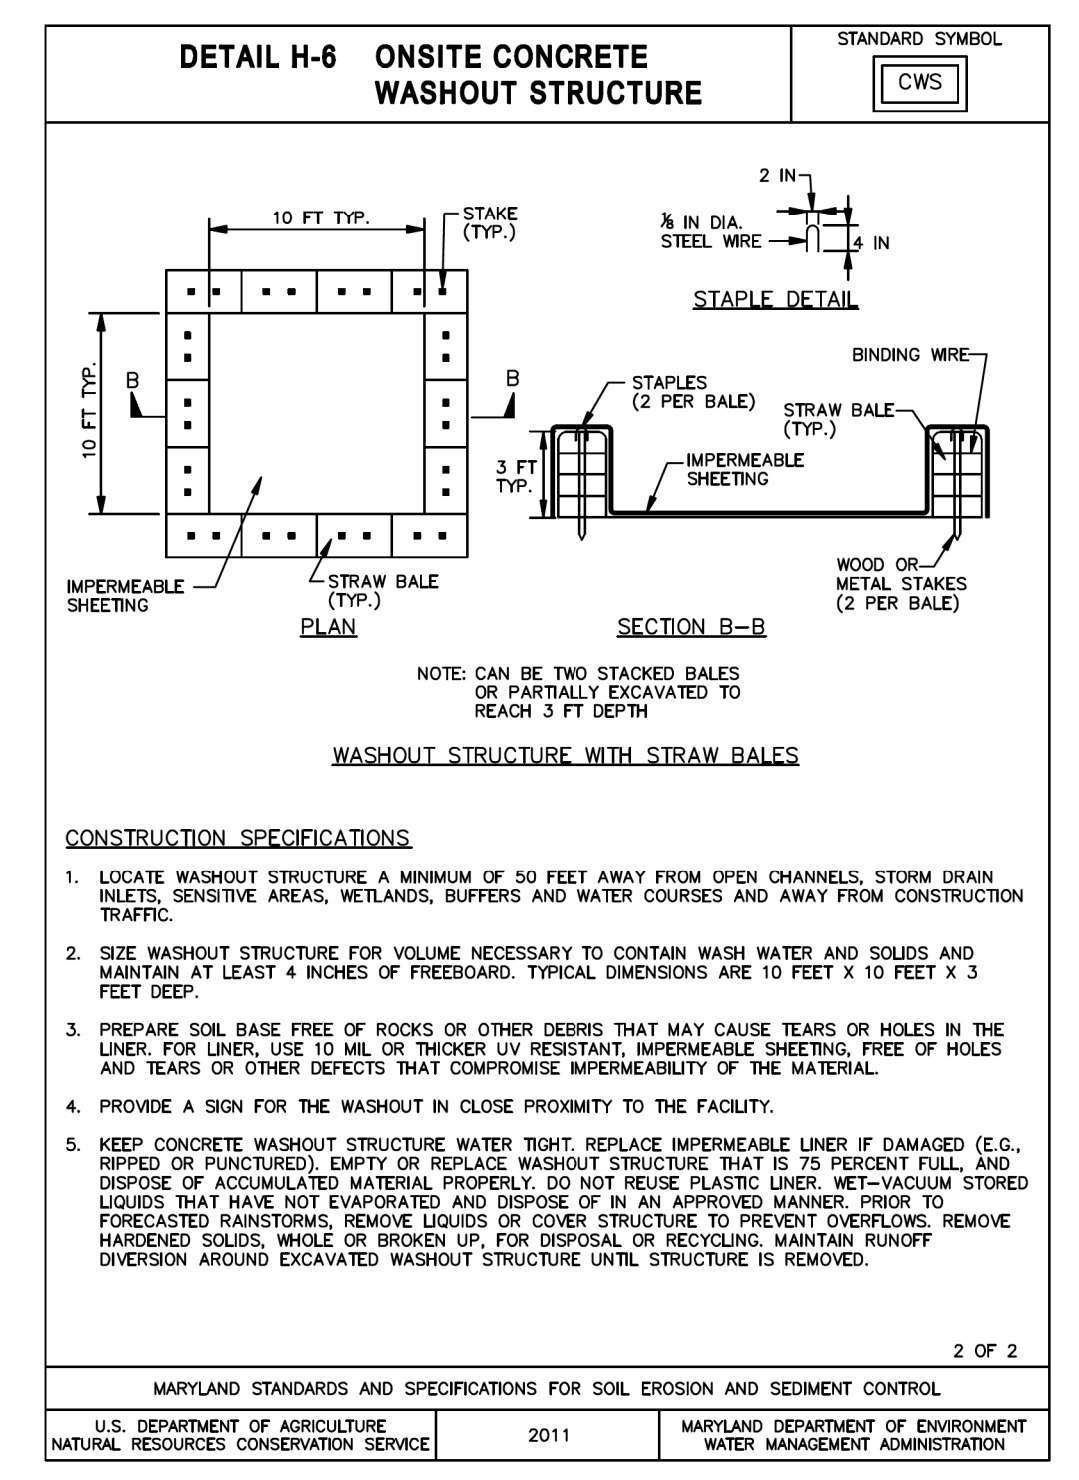 DETAIL H-6 ONSITE CONCRETE
WASHOUT STRUCTURE
STANDARD SYMBOL
CWS
10 FT TYP.
STAKE
(TYP.)
10 FT TYP.
B
B
IMPERMEABLE
SHEETING
STRAW BALE
(TYP.)
PLAN
2 IN
⅛ IN DIA.
STEEL WIRE
4 IN
STAPLE DETAIL
BINDING WIRE
STAPLES
(2 PER BALE)
STRAW BALE
(TYP.)
3 FT
TYP.
IMPERMEABLE
SHEETING
WOOD OR
METAL STAKES
(2 PER BALE)
SECTION B-B
NOTE: CAN BE TWO STACKED BALES
OR PARTIALLY EXCAVATED TO
REACH 3 FT DEPTH
WASHOUT STRUCTURE WITH STRAW BALES
CONSTRUCTION SPECIFICATIONS
1. LOCATE WASHOUT STRUCTURE A MINIMUM OF 50 FEET AWAY FROM OPEN CHANNELS, STORM DRAIN
INLETS, SENSITIVE AREAS, WETLANDS, BUFFERS AND WATER COURSES AND AWAY FROM CONSTRUCTION
TRAFFIC.
2. SIZE WASHOUT STRUCTURE FOR VOLUME NECESSARY TO CONTAIN WASH WATER AND SOLIDS AND
MAINTAIN AT LEAST 4 INCHES OF FREEBOARD. TYPICAL DIMENSIONS ARE 10 FEET X 10 FEET X 3
FEET DEEP.
3. PREPARE SOIL BASE FREE OF ROCKS OR OTHER DEBRIS THAT MAY CAUSE TEARS OR HOLES IN THE
LINER. FOR LINER, USE 10 MIL OR THICKER UV RESISTANT, IMPERMEABLE SHEETING, FREE OF HOLES
AND TEARS OR OTHER DEFECTS THAT COMPROMISE IMPERMEABILITY OF THE MATERIAL.
4. PROVIDE A SIGN FOR THE WASHOUT IN CLOSE PROXIMITY TO THE FACILITY.
5. KEEP CONCRETE WASHOUT STRUCTURE WATER TIGHT. REPLACE IMPERMEABLE LINER IF DAMAGED (E.G.,
RIPPED OR PUNCTURED). EMPTY OR REPLACE WASHOUT STRUCTURE THAT IS 75 PERCENT FULL, AND
DISPOSE OF ACCUMULATED MATERIAL PROPERLY. DO NOT REUSE PLASTIC LINER. WET-VACUUM STORED
LIQUIDS THAT HAVE NOT EVAPORATED AND DISPOSE OF IN AN APPROVED MANNER. PRIOR TO
FORECASTED RAINSTORMS, REMOVE LIQUIDS OR COVER STRUCTURE TO PREVENT OVERFLOWS. REMOVE
HARDENED SOLIDS, WHOLE OR BROKEN UP, FOR DISPOSAL OR RECYCLING. MAINTAIN RUNOFF
DIVERSION AROUND EXCAVATED WASHOUT STRUCTURE UNTIL STRUCTURE IS REMOVED.
2 OF 2
MARYLAND STANDARDS AND SPECIFICATIONS FOR SOIL EROSION AND SEDIMENT CONTROL
U.S. DEPARTMENT OF AGRICULTURE
NATURAL RESOURCES CONSERVATION SERVICE
2011
MARYLAND DEPARTMENT OF ENVIRONMENT
WATER MANAGEMENT ADMINISTRATION